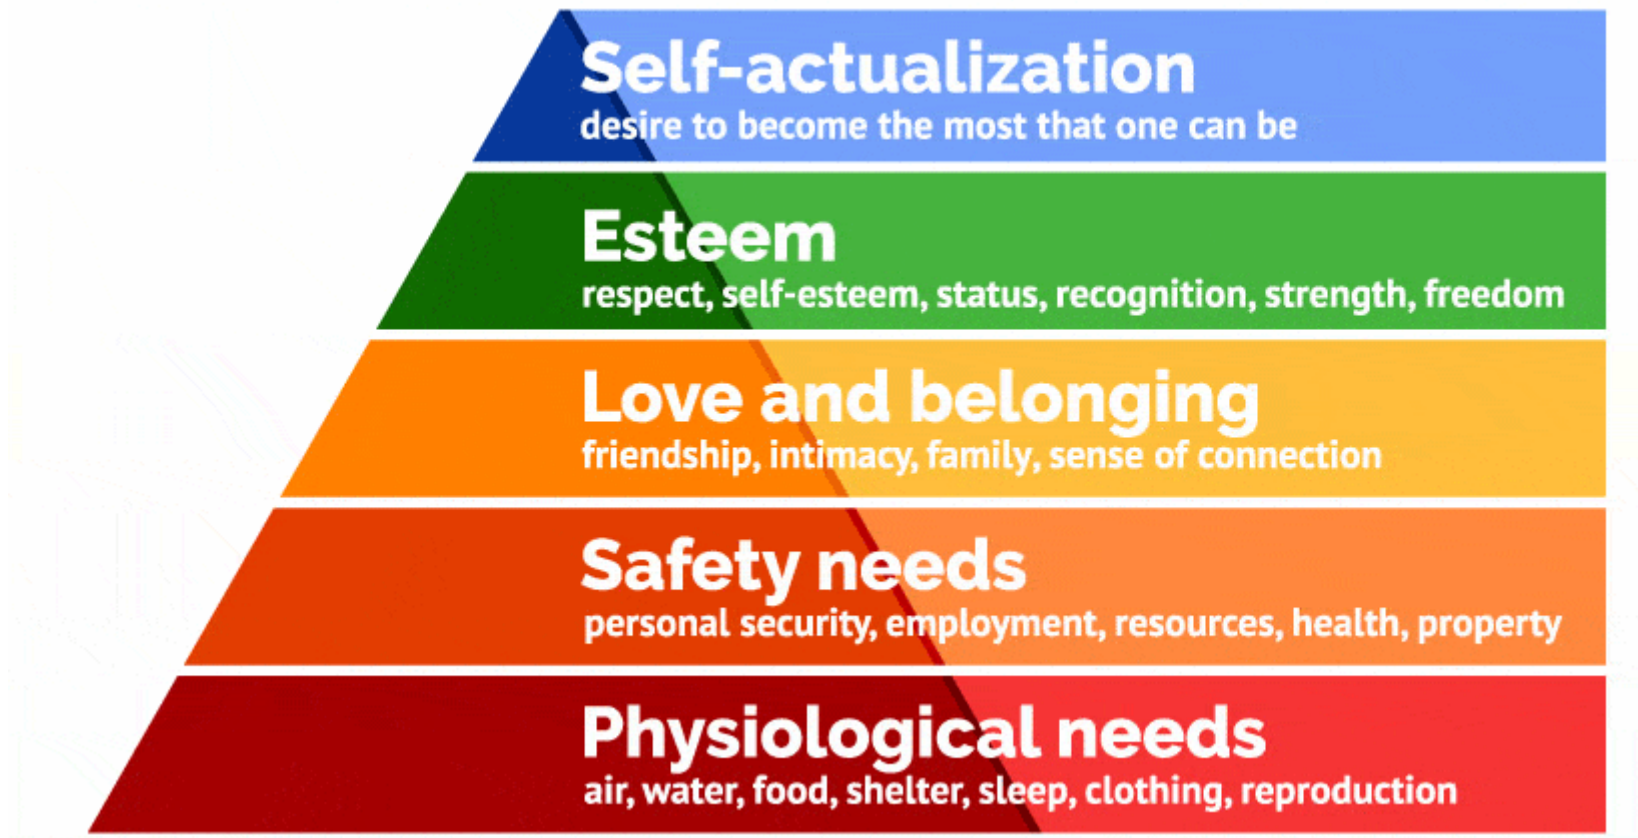 Self-actualization
desire to become the most that one can be
Esteem
respect, self-esteem, status, recognition, strength, freedom
Love and belonging
friendship, intimacy, family, sense of connection
Safety needs
personal security, employment, resources, health, property
Physiological needs
air, water, food, shelter, sleep, clothing, reproduction